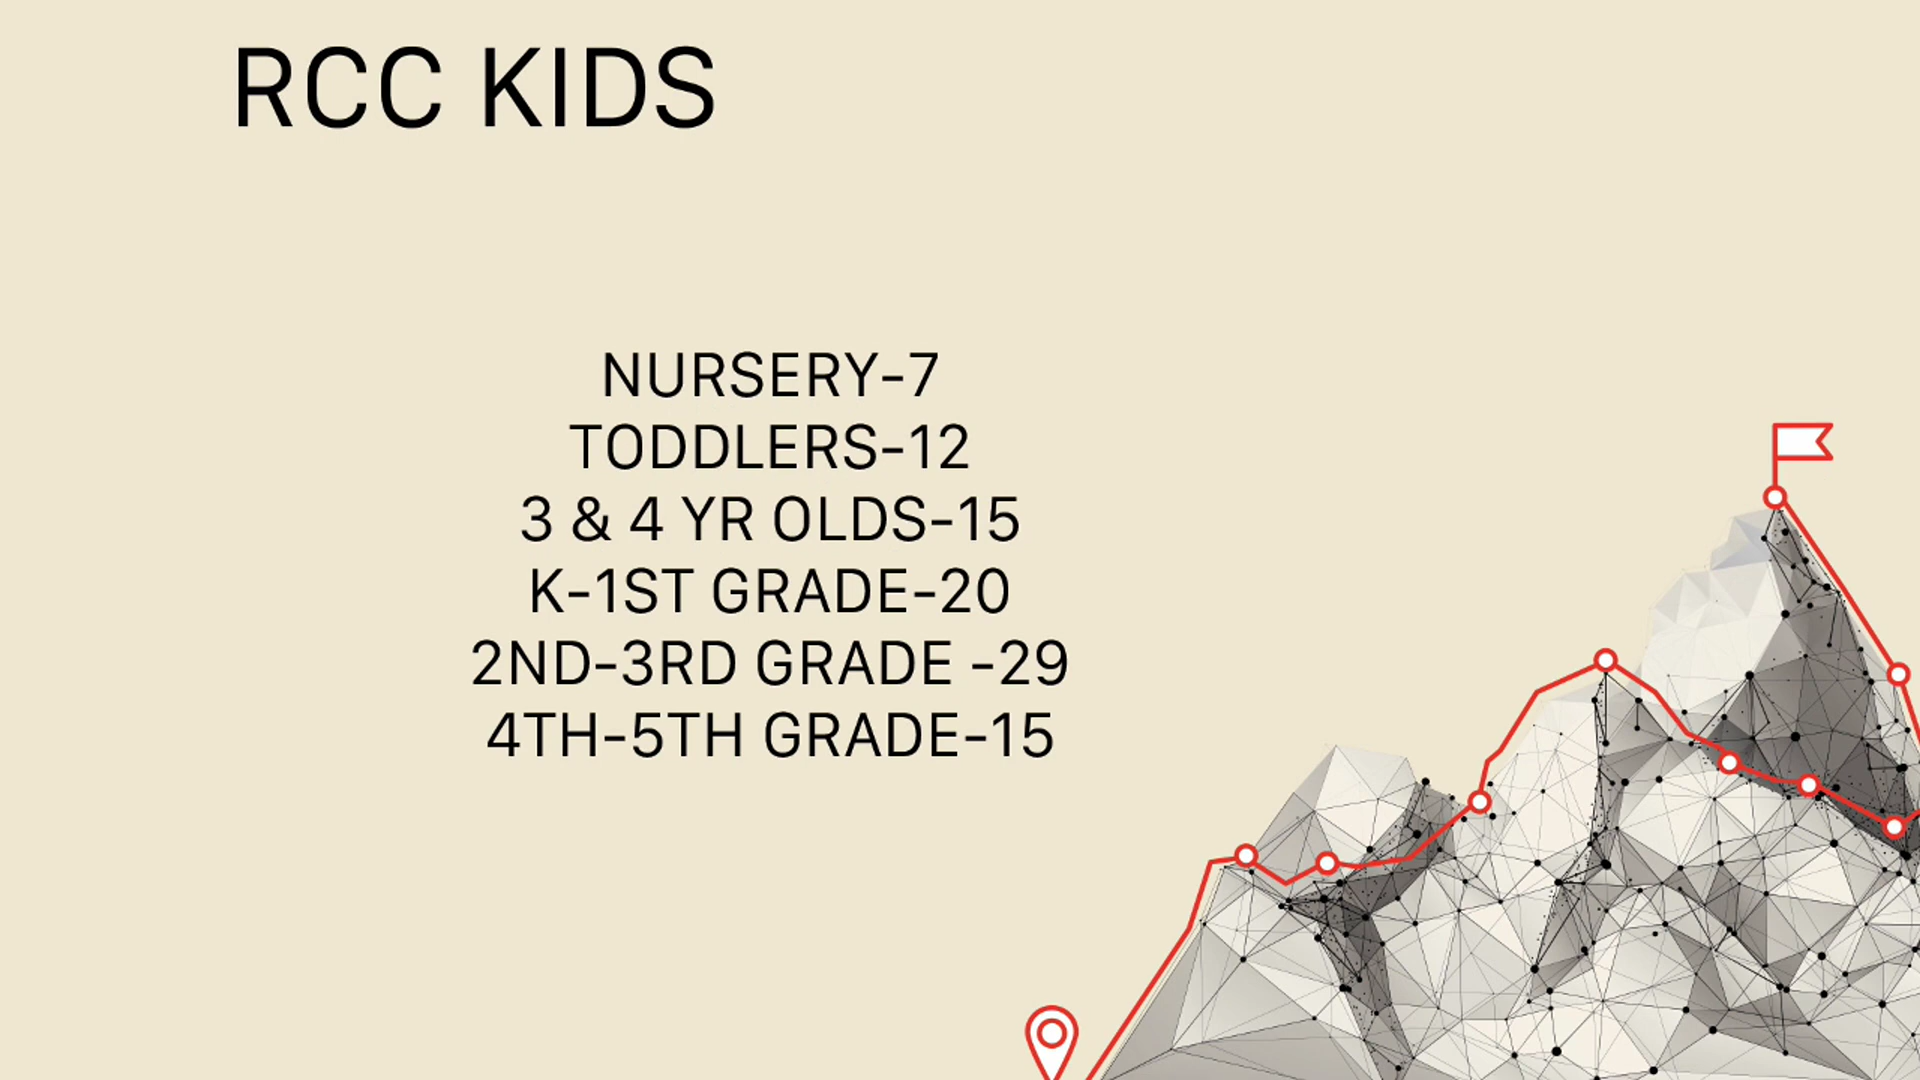 RCC KIDS
NURSERY-7
TODDLERS-12
3 & 4 YR OLDS-15
K-1ST GRADE-20
2ND-3RD GRADE -29
4TH-5TH GRADE-15